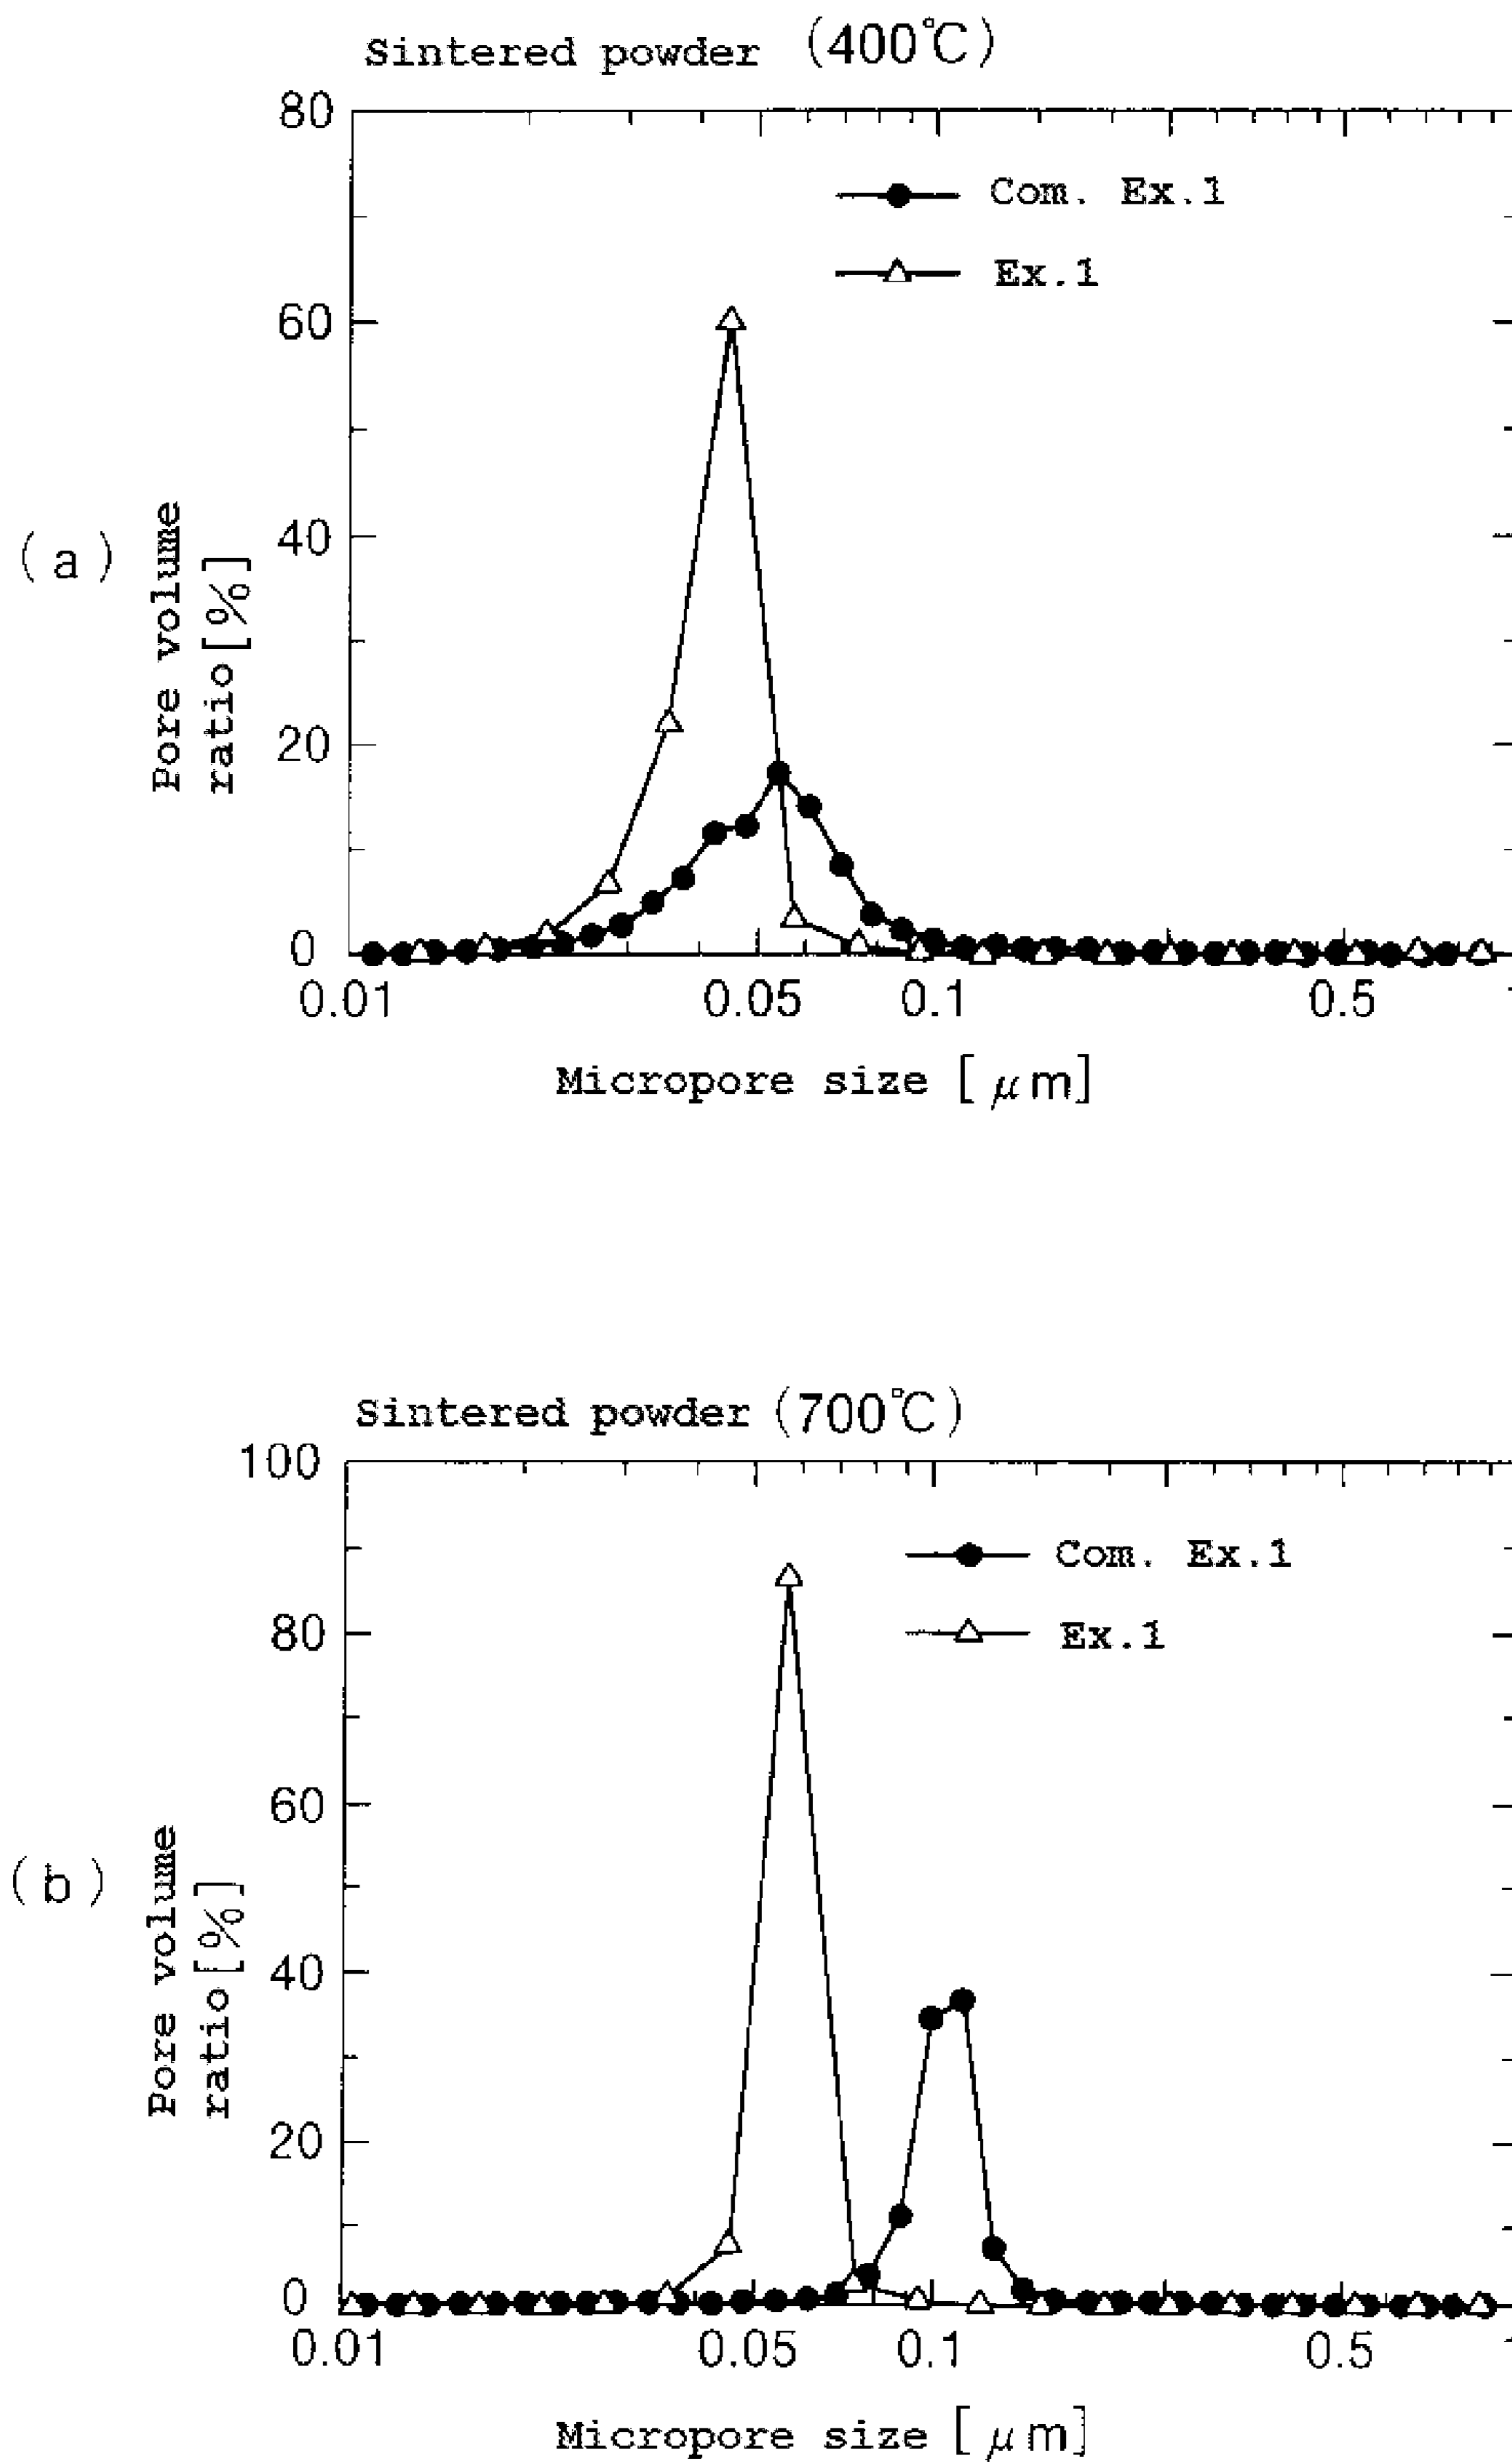 Sintered powder (400℃)
80
Com. Ex.1
Ex.1
60
(a)
Pore volume
ratio[%]
40
20
0
0.01
0.05
0.1
0.5
Micropore size [μm]
Sintered powder (700℃)
100
Com. Ex.1
Ex.1
80
60
(b)
Pore volume
ratio[%]
40
20
0
0.01
0.05
0.1
0.5
Micropore size [μm]